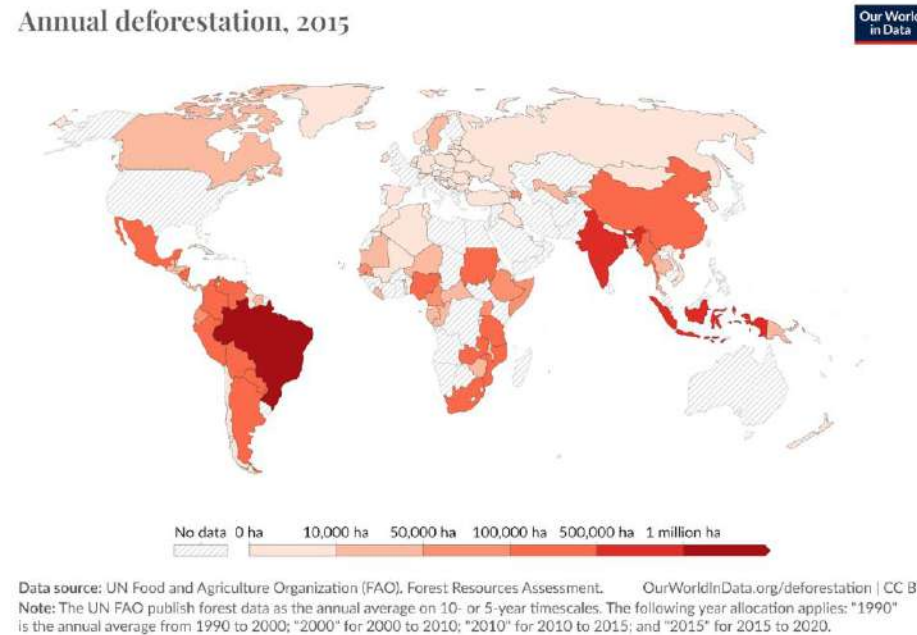 Annual deforestation, 2015
Our World
in Data
No data 0 ha 10,000 ha 50,000 ha 100,000 ha 500,000 ha 1 million ha
Data source: UN Food and Agriculture Organization (FAO). Forest Resources Assessment. OurWorldInData.org/deforestation | CC B
Note: The UN FAO publish forest data as the annual average on 10- or 5-year timescales. The following year allocation applies: "1990"
is the annual average from 1990 to 2000; "2000" for 2000 to 2010; "2010" for 2010 to 2015; and "2015" for 2015 to 2020.